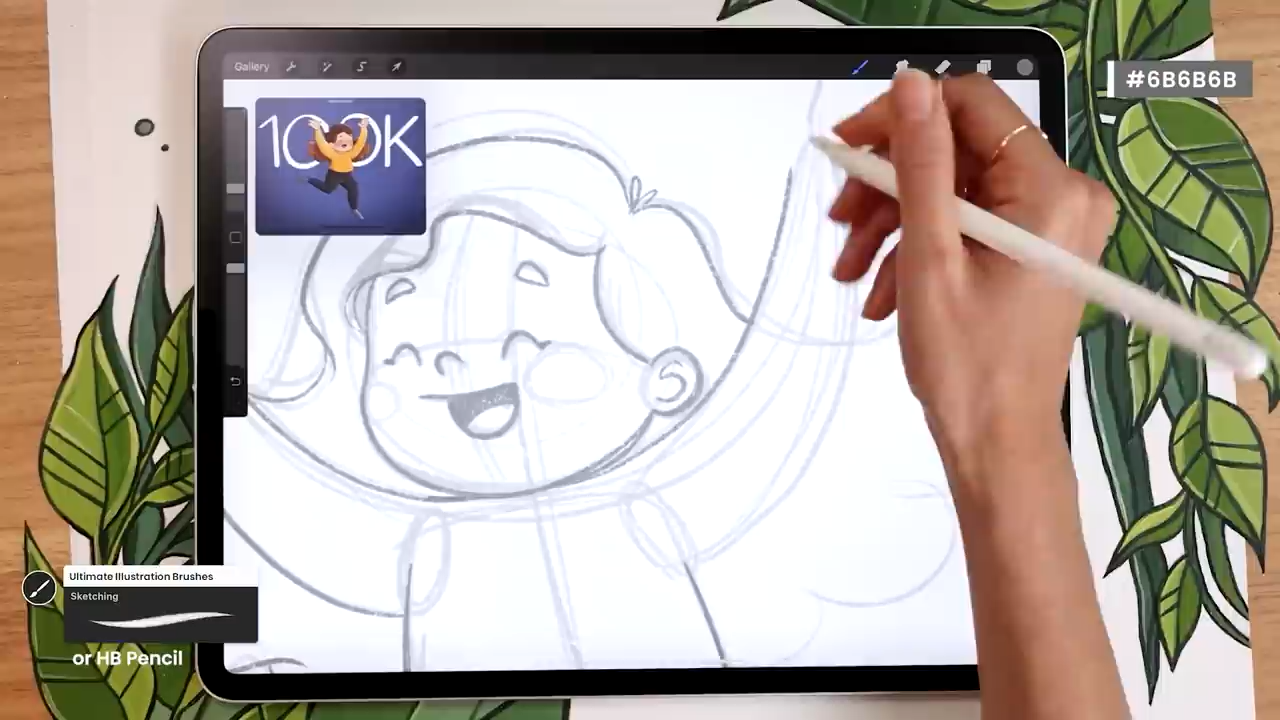 Gallery
#6B6B6B
100K
Ultimate Illustration Brushes
Sketching
or HB Pencil